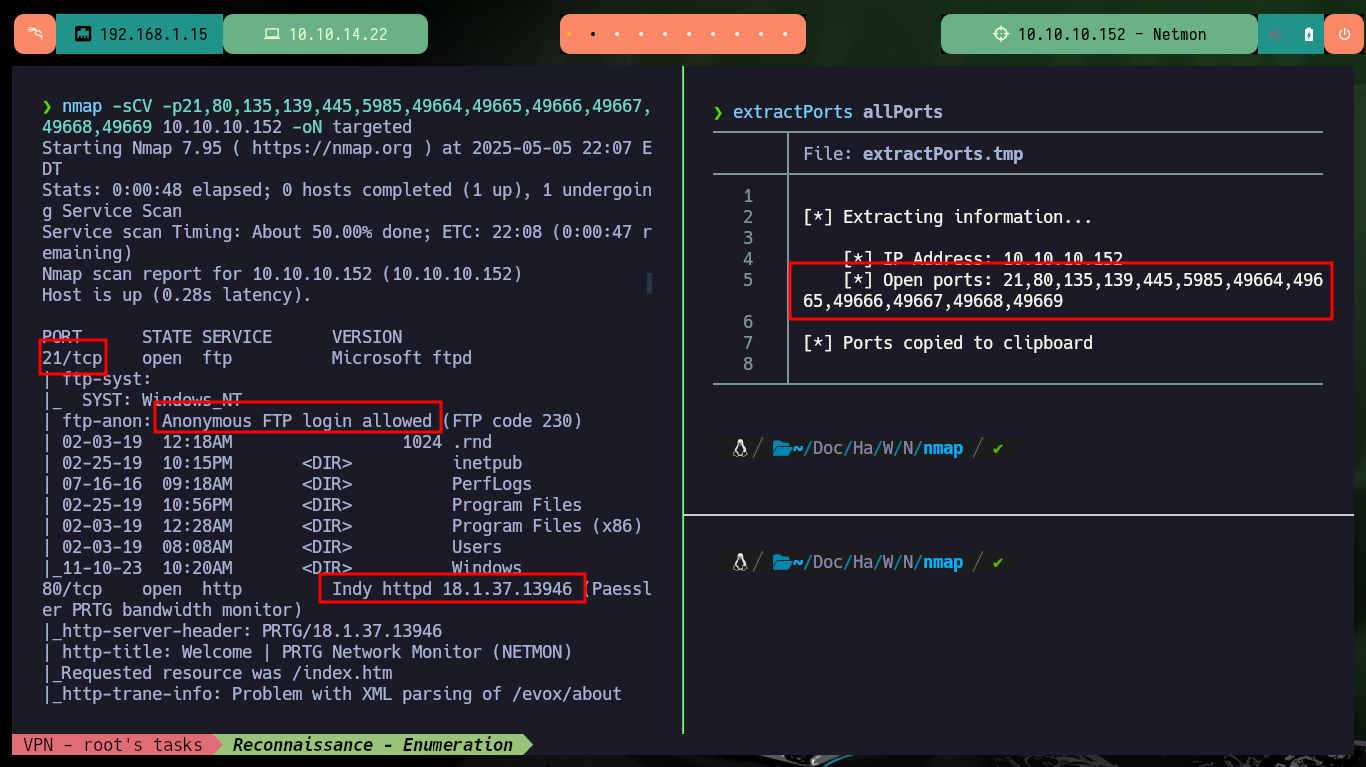 192.168.1.15
10.10.14.22
10.10.10.152 - Netmon
❯ nmap -sCV -p21,80,135,139,445,5985,49664,49665,49666,49667,
49668,49669 10.10.10.152 -oN targeted
Starting Nmap 7.95 ( https://nmap.org ) at 2025-05-05 22:07 E
DT
Stats: 0:00:48 elapsed; 0 hosts completed (1 up), 1 undergoin
g Service Scan
Service scan Timing: About 50.00% done; ETC: 22:08 (0:00:47 r
emaining)
Nmap scan report for 10.10.10.152 (10.10.10.152)
Host is up (0.28s latency).
PORT      STATE SERVICE       VERSION
21/tcp    open  ftp           Microsoft ftpd
| ftp-syst:
|_  SYST: Windows_NT
| ftp-anon: Anonymous FTP login allowed (FTP code 230)
| 02-03-19  12:18AM                 1024 .rnd
| 02-25-19  10:15PM       <DIR>          inetpub
| 07-16-16  09:18AM       <DIR>          PerfLogs
| 02-25-19  10:56PM       <DIR>          Program Files
| 02-03-19  12:28AM       <DIR>          Program Files (x86)
| 02-03-19  08:08AM       <DIR>          Users
|_11-10-23  10:20AM       <DIR>          Windows
80/tcp    open  http          Indy httpd 18.1.37.13946 (Paessl
er PRTG bandwidth monitor)
|_http-server-header: PRTG/18.1.37.13946
| http-title: Welcome | PRTG Network Monitor (NETMON)
|_Requested resource was /index.htm
|_http-trane-info: Problem with XML parsing of /evox/about
❯ extractPorts allPorts
File: extractPorts.tmp
1
2 [*] Extracting information...
3
4     [*] IP Address: 10.10.10.152
5     [*] Open ports: 21,80,135,139,445,5985,49664,496
65,49666,49667,49668,49669
6
7 [*] Ports copied to clipboard
8
/ ~/Doc/Ha/W/N/nmap / ✔
/ ~/Doc/Ha/W/N/nmap / ✔
VPN - root's tasks
Reconnaissance - Enumeration